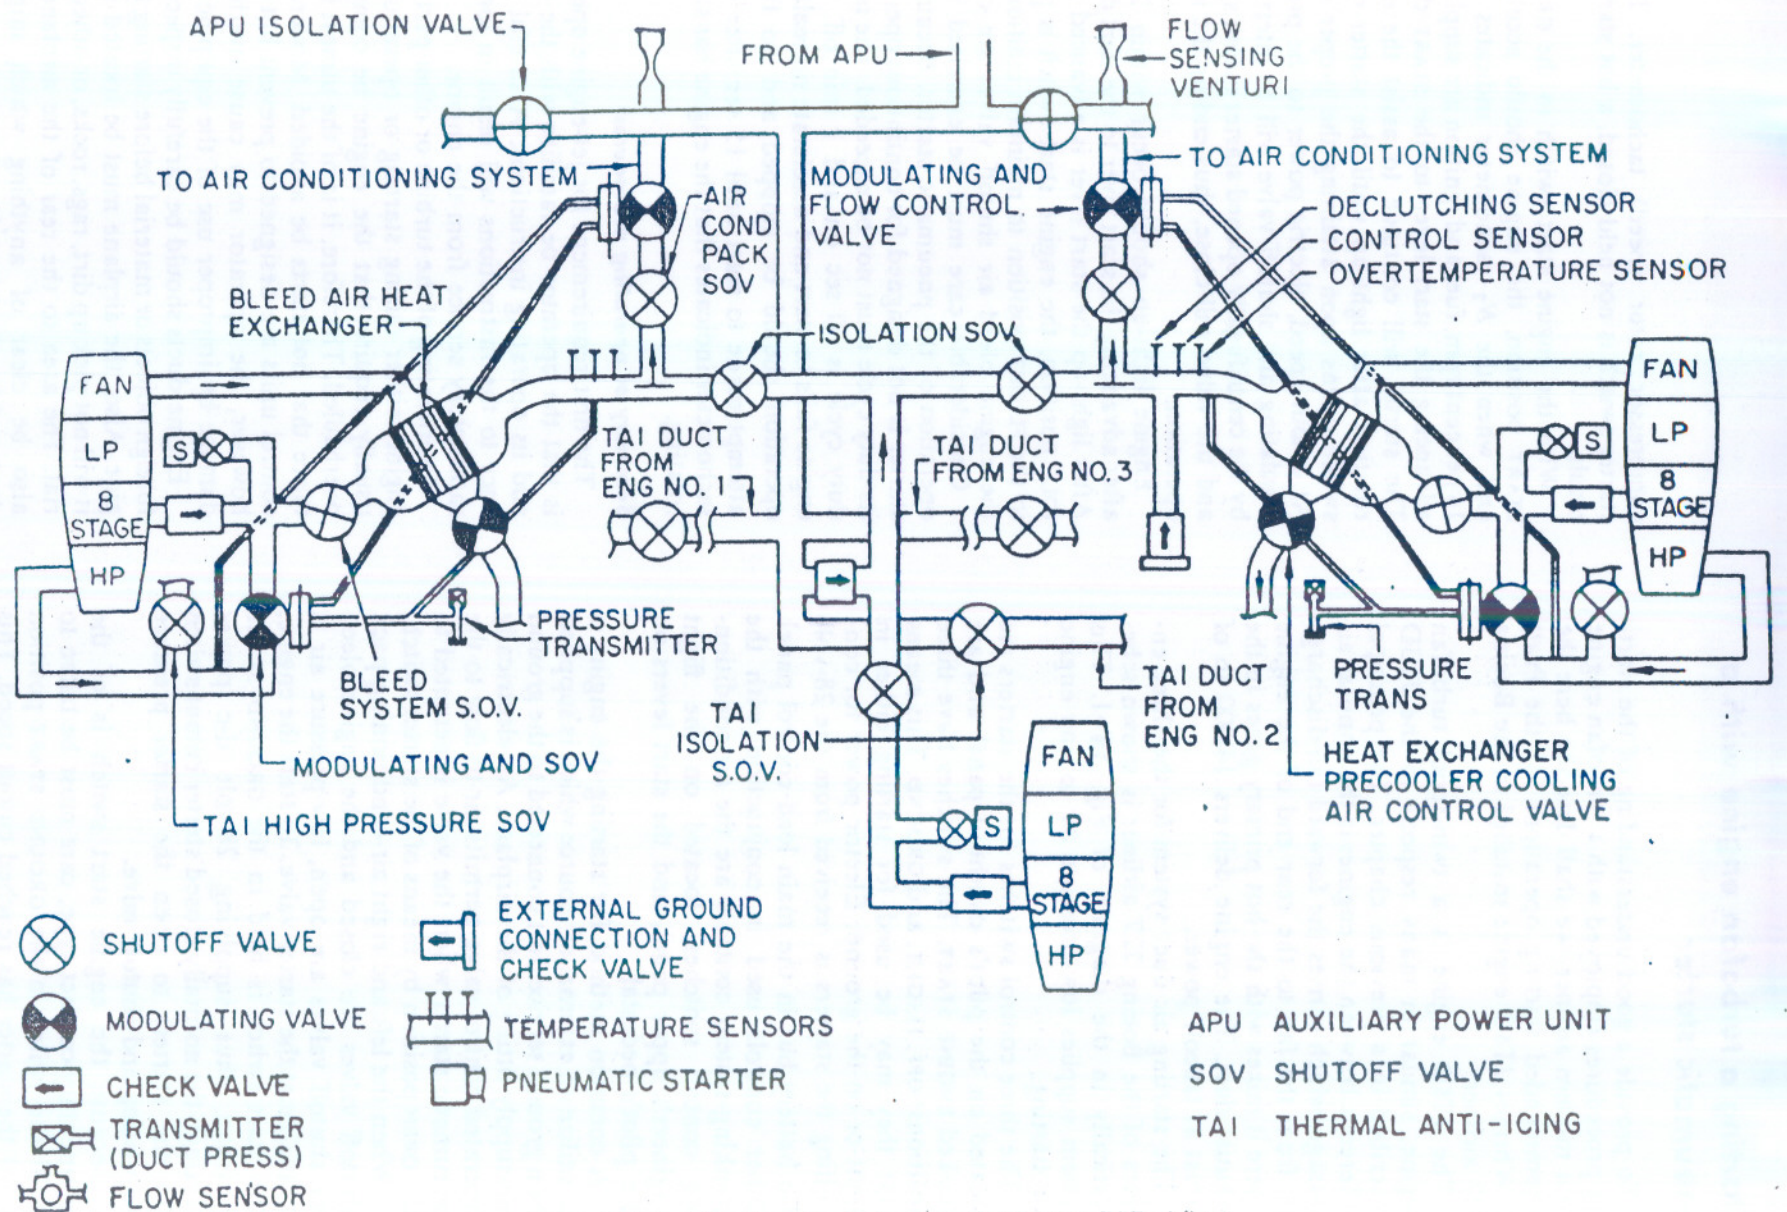 APU ISOLATION VALVE
FROM APU
FLOW
SENSING
VENTURI
TO AIR CONDITIONING SYSTEM
AIR
COND
PACK
SOV
MODULATING AND
FLOW CONTROL
VALVE
TO AIR CONDITIONING SYSTEM
DECLUTCHING SENSOR
CONTROL SENSOR
OVERTEMPERATURE SENSOR
BLEED AIR HEAT
EXCHANGER
ISOLATION SOV
FAN
LP
8
STAGE
HP
S
TAI DUCT
FROM
ENG NO. 1
TAI DUCT
FROM ENG NO. 3
S
FAN
LP
8
STAGE
HP
PRESSURE
TRANSMITTER
BLEED
SYSTEM S.O.V.
MODULATING AND SOV
TAI HIGH PRESSURE SOV
TAI
ISOLATION
S.O.V.
TAI DUCT
FROM
ENG NO. 2
PRESSURE
TRANS
HEAT EXCHANGER
PRECOOLER COOLING
AIR CONTROL VALVE
S
FAN
LP
8
STAGE
HP
SHUTOFF VALVE
MODULATING VALVE
CHECK VALVE
TRANSMITTER
(DUCT PRESS)
FLOW SENSOR
EXTERNAL GROUND
CONNECTION AND
CHECK VALVE
TEMPERATURE SENSORS
PNEUMATIC STARTER
APU AUXILIARY POWER UNIT
SOV SHUTOFF VALVE
TAI THERMAL ANTI-ICING